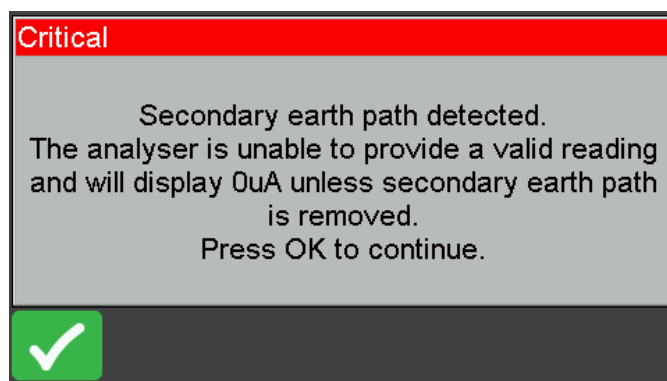 Critical
Secondary earth path detected.
The analyser is unable to provide a valid reading
and will display 0uA unless secondary earth path
is removed.
Press OK to continue.